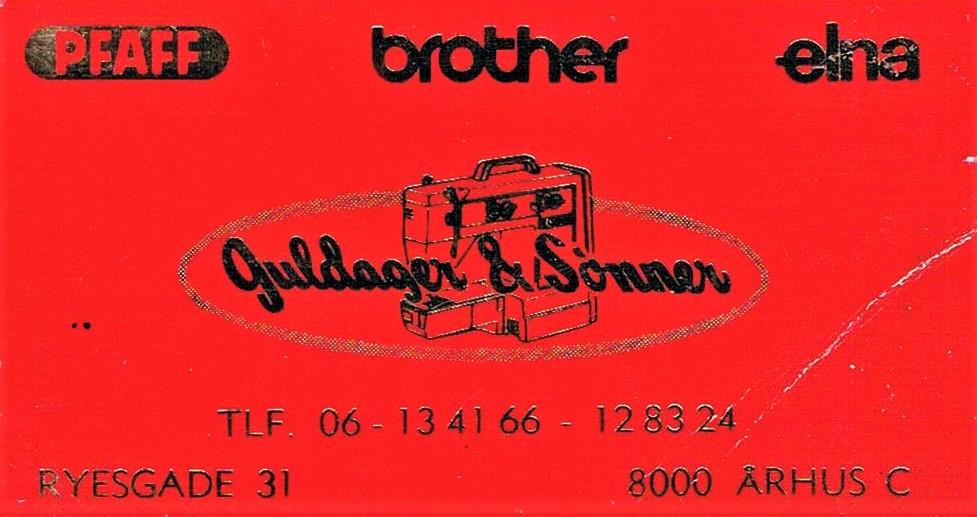 PFAFF brother elna
Guldager & Sønner
TLF. 06 - 13 41 66 - 12 83 24
RYESGADE 31 8000 ÅRHUS C